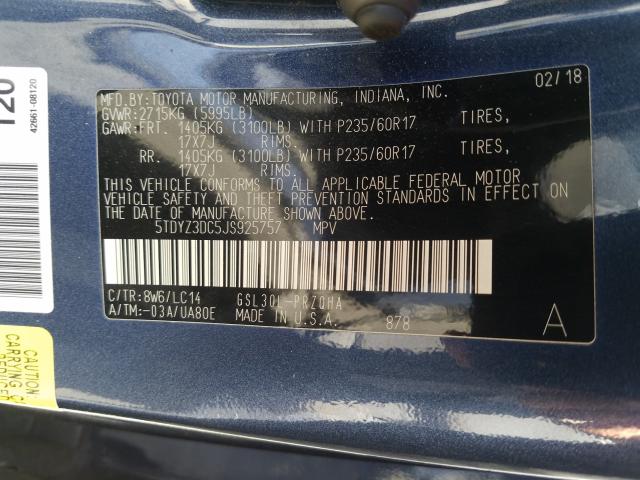 120
42661-08120
MFD.BY:TOYOTA MOTOR MANUFACTURING, INDIANA, INC. 02/18
GVWR:2715KG (5995LB)
GAWR:FRT. 1405KG (3100LB) WITH P235/60R17 TIRES,
17X7J RIMS.
RR. 1405KG (3100LB) WITH P235/60R17 TIRES,
17X7J RIMS.
THIS VEHICLE CONFORMS TO ALL APPLICABLE FEDERAL MOTOR
VEHICLE SAFETY AND THEFT PREVENTION STANDARDS IN EFFECT ON
THE DATE OF MANUFACTURE SHOWN ABOVE.
5TDYZ3DC5JS925757 MPV
C/TR:8W6/LC14 GSL30L-PRZQHA
A/TM:-03A/UA80E MADE IN U.S.A. 878 A
CAUTION
CARRYING C
REDUCED